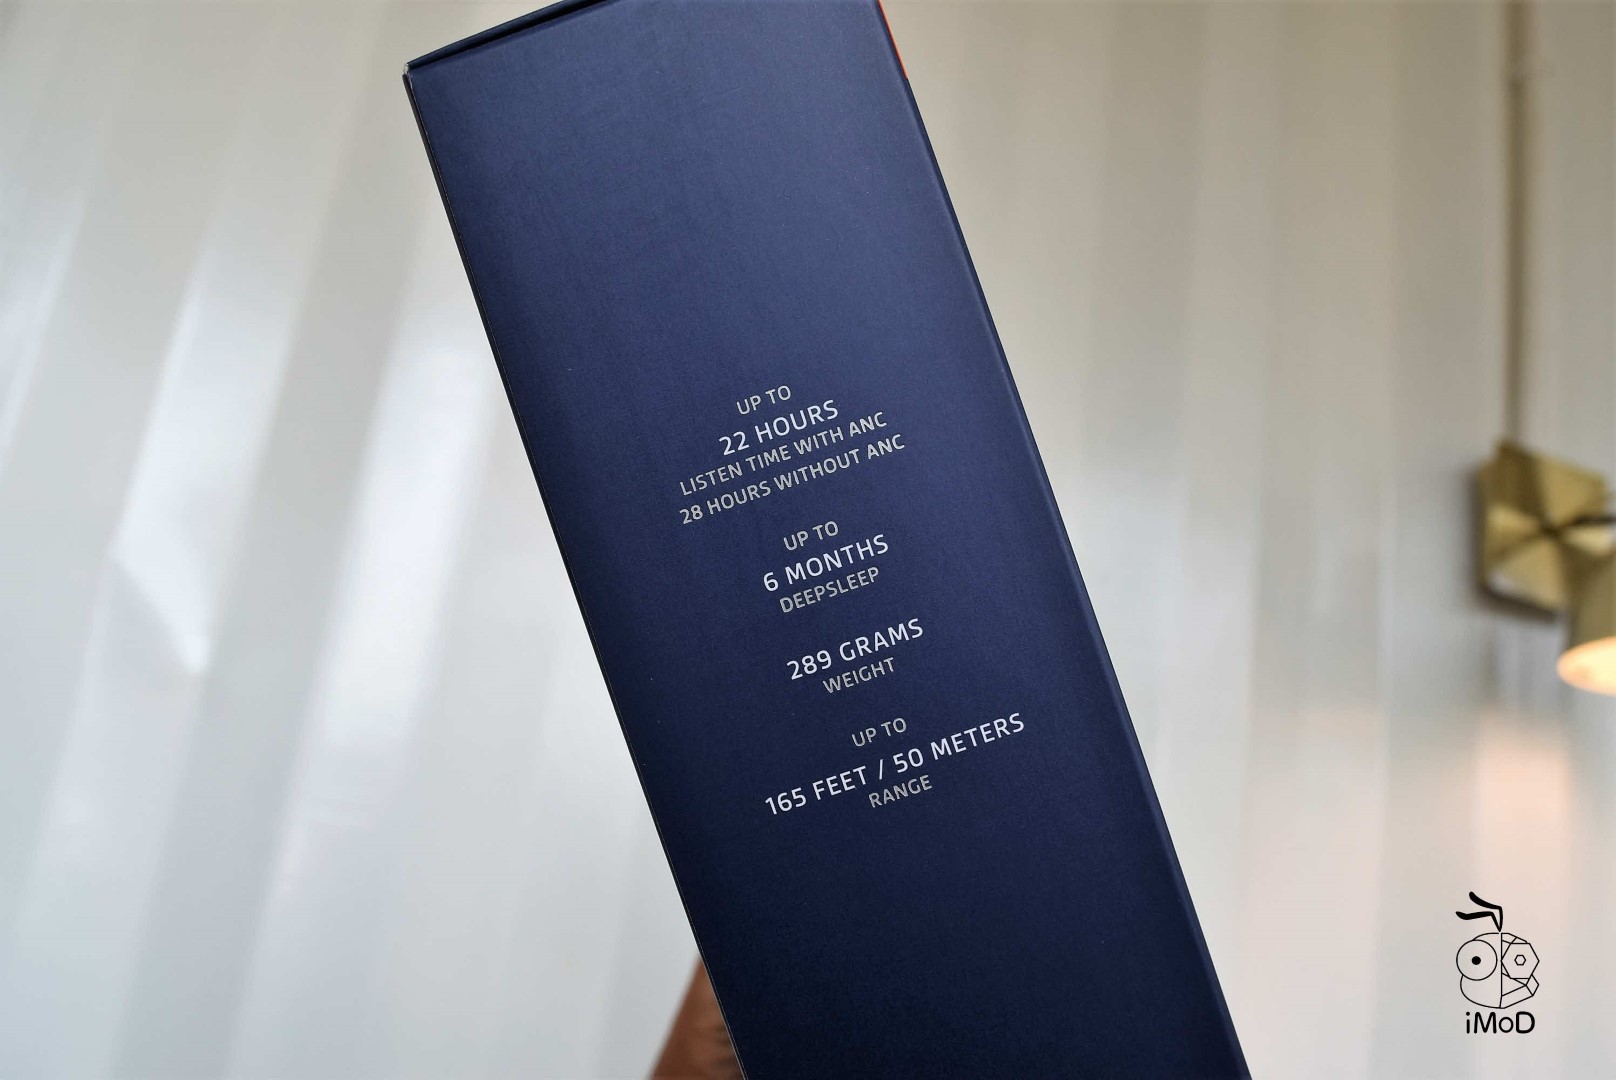 UP TO
22 HOURS
LISTEN TIME WITH ANC
28 HOURS WITHOUT ANC
UP TO
6 MONTHS
DEEPSLEEP
289 GRAMS
WEIGHT
UP TO
165 FEET / 50 METERS
RANGE
iMoD